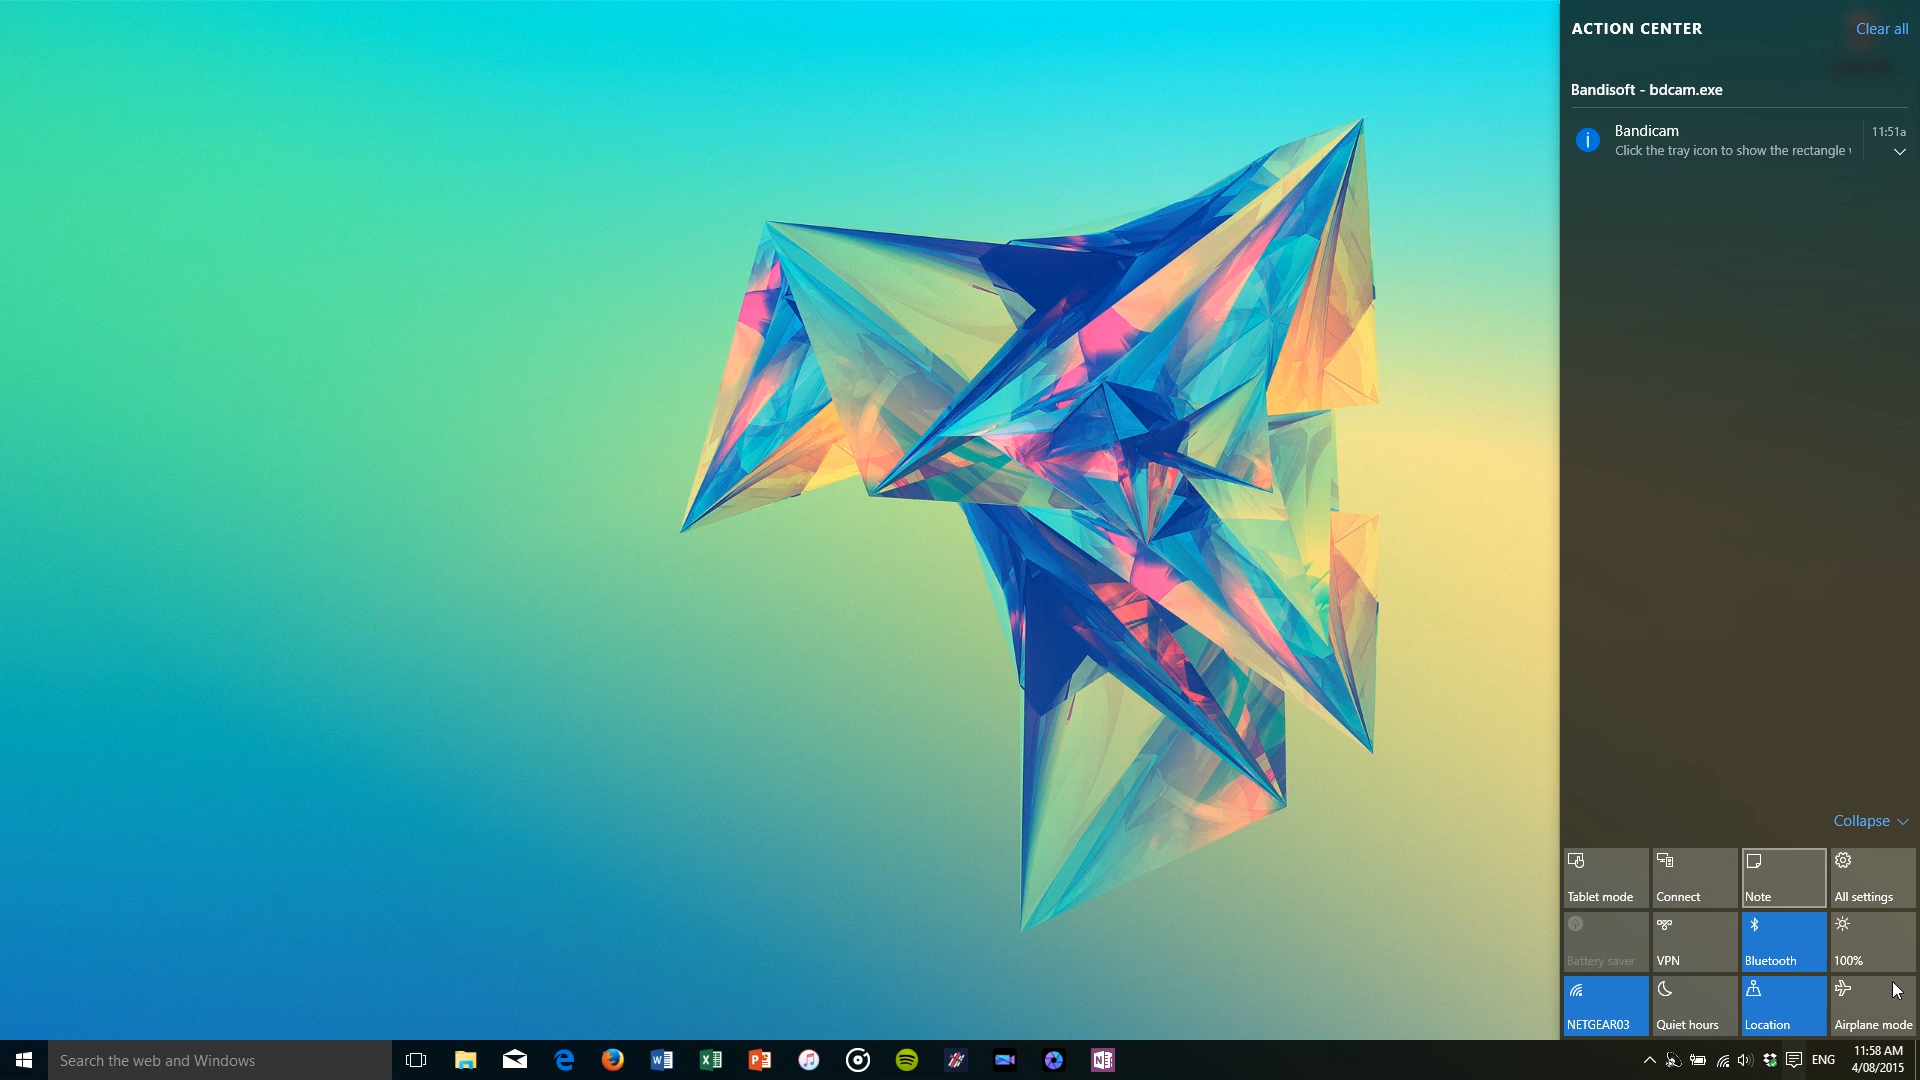 ACTION CENTER
Clear all
Bandisoft - bdcam.exe
Bandicam
11:51a
Click the tray icon to show the rectangle
Collapse
Tablet mode
Connect
Note
All settings
Battery saver
VPN
Bluetooth
100%
NETGEAR03
Quiet hours
Location
Airplane mode
Search the web and Windows
ENG
11:58 AM
4/08/2015